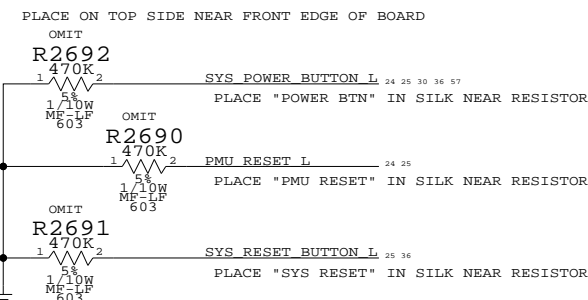 PLACE ON TOP SIDE NEAR FRONT EDGE OF BOARD
OMIT
R2692
470K
1 2
SYS_POWER_BUTTON_L 24 25 30 36 57
5%
1/10W
MF-LF
603
PLACE "POWER BTN" IN SILK NEAR RESISTOR
OMIT
R2690
470K
1 2
PMU_RESET_L 24 25
5%
1/10W
MF-LF
603
PLACE "PMU RESET" IN SILK NEAR RESISTOR
OMIT
R2691
470K
1 2
SYS_RESET_BUTTON_L 25 36
5%
1/10W
MF-LF
603
PLACE "SYS RESET" IN SILK NEAR RESISTOR